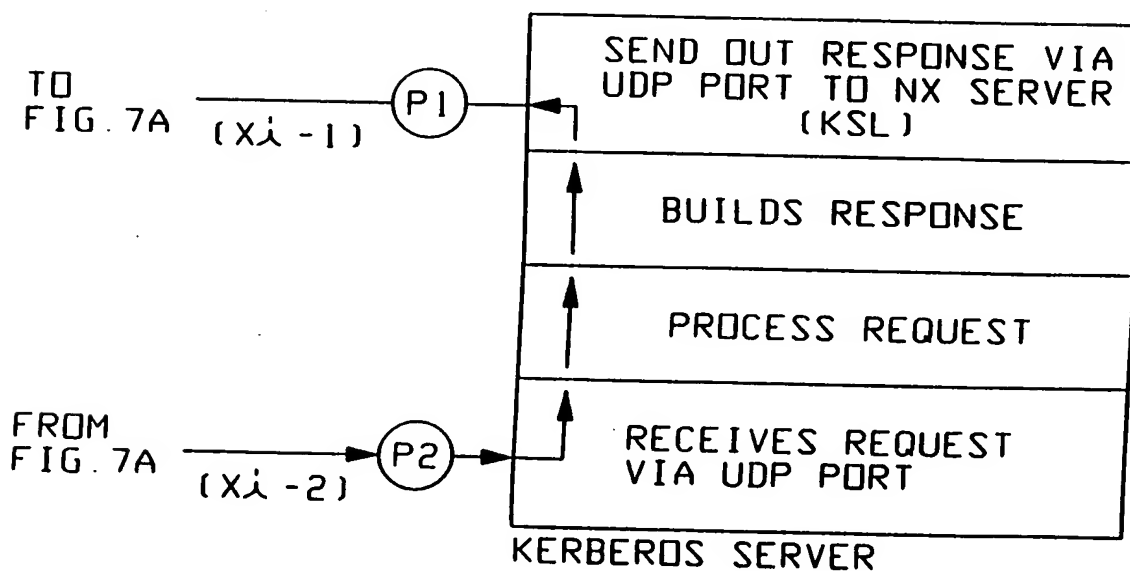 TO
FIG. 7A
(Xi-1)
P1
SEND OUT RESPONSE VIA
UDP PORT TO NX SERVER
(KSL)
BUILDS RESPONSE
PROCESS REQUEST
FROM
FIG. 7A
(Xi-2)
P2
RECEIVES REQUEST
VIA UDP PORT
KERBEROS SERVER